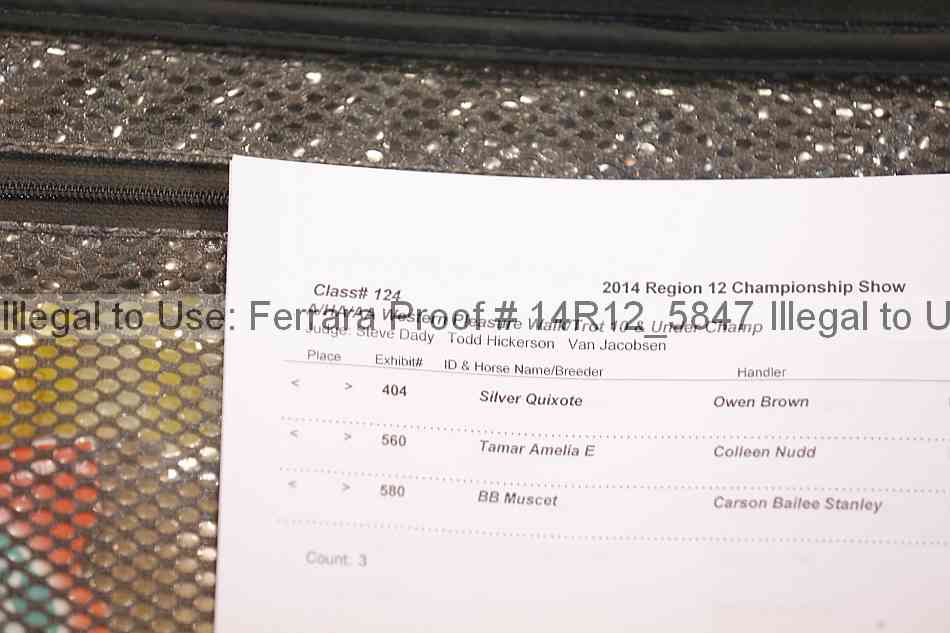 2014 Region 12 Championship Show
Class# 124
Illegal to Use: Ferrara Proof # 14R12_5847 Illegal to U
A/H/V/AA Western Pleasure Walk/Trot 10 & Under Champ
Judge: Steve Dady Todd Hickerson Van Jacobsen
Place Exhibit# ID & Horse Name/Breeder Handler
< > 404 Silver Quixote Owen Brown
< > 560 Tamar Amelia E Colleen Nudd
< > 580 BB Muscet Carson Bailee Stanley
Count: 3